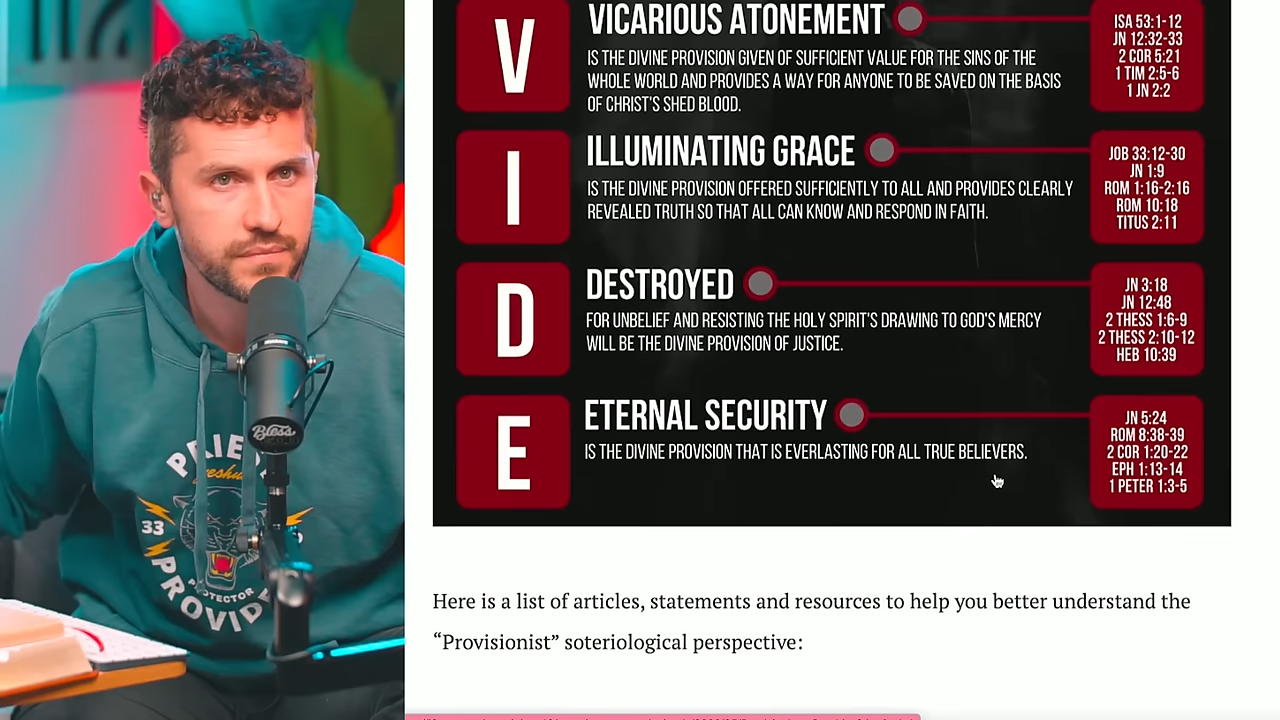 V
VICARIOUS ATONEMENT
IS THE DIVINE PROVISION GIVEN OF SUFFICIENT VALUE FOR THE SINS OF THE
WHOLE WORLD AND PROVIDES A WAY FOR ANYONE TO BE SAVED ON THE BASIS
OF CHRIST'S SHED BLOOD.
ISA 53:1-12
JN 12:32-33
2 COR 5:21
1 TIM 2:5-6
1 JN 2:2
I
ILLUMINATING GRACE
IS THE DIVINE PROVISION OFFERED SUFFICIENTLY TO ALL AND PROVIDES CLEARLY
REVEALED TRUTH SO THAT ALL CAN KNOW AND RESPOND IN FAITH.
JOB 33:12-30
JN 1:9
ROM 1:16-2:16
ROM 10:18
TITUS 2:11
D
DESTROYED
FOR UNBELIEF AND RESISTING THE HOLY SPIRIT'S DRAWING TO GOD'S MERCY
WILL BE THE DIVINE PROVISION OF JUSTICE.
JN 3:18
JN 12:48
2 THESS 1:6-9
2 THESS 2:10-12
HEB 10:39
E
ETERNAL SECURITY
IS THE DIVINE PROVISION THAT IS EVERLASTING FOR ALL TRUE BELIEVERS.
JN 5:24
ROM 8:38-39
2 COR 1:20-22
EPH 1:13-14
1 PETER 1:3-5
Here is a list of articles, statements and resources to help you better understand the
“Provisionist” soteriological perspective:
Bless
33